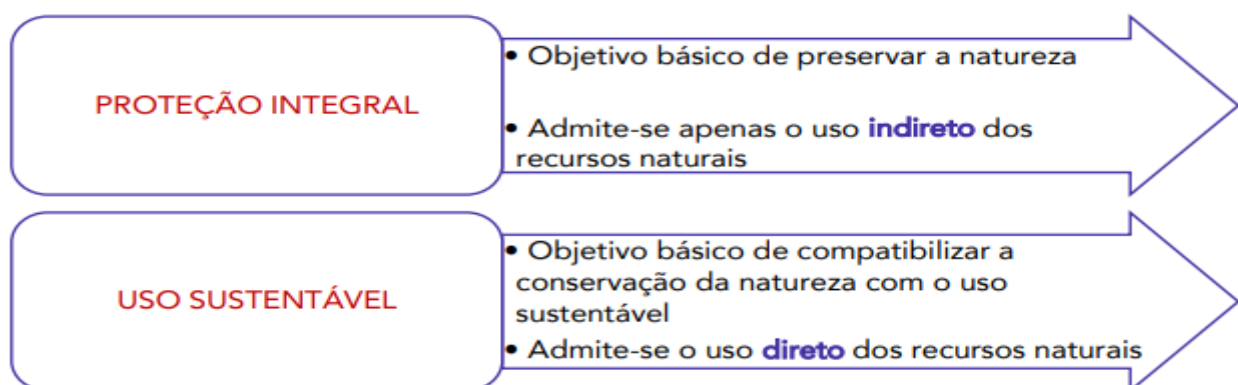 PROTEÇÃO INTEGRAL
• Objetivo básico de preservar a natureza
• Admite-se apenas o uso indireto dos
recursos naturais
USO SUSTENTÁVEL
• Objetivo básico de compatibilizar a
conservação da natureza com o uso
sustentável
• Admite-se o uso direto dos recursos naturais